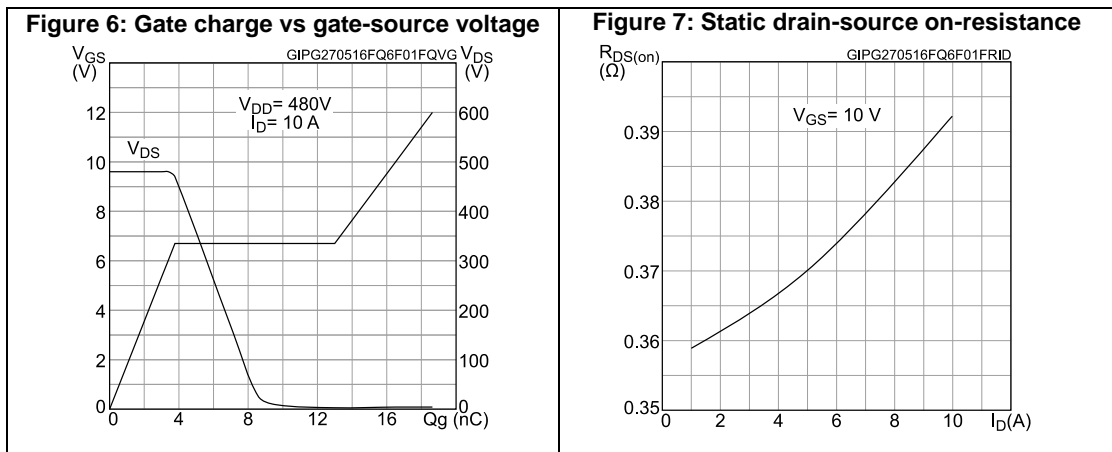 Figure 6: Gate charge vs gate-source voltage
VGS
(V)
GIPG270516FQ6F01FQVG
VDS
(V)
VDD= 480V
ID= 10 A
VDS
12
10
8
6
4
2
0
600
500
400
300
200
100
0
0
4
8
12
16
Qg (nC)
Figure 7: Static drain-source on-resistance
RDS(on)
(Ω)
GIPG270516FQ6F01FRID
VGS= 10 V
0.39
0.38
0.37
0.36
0.35
0
2
4
6
8
10
ID(A)